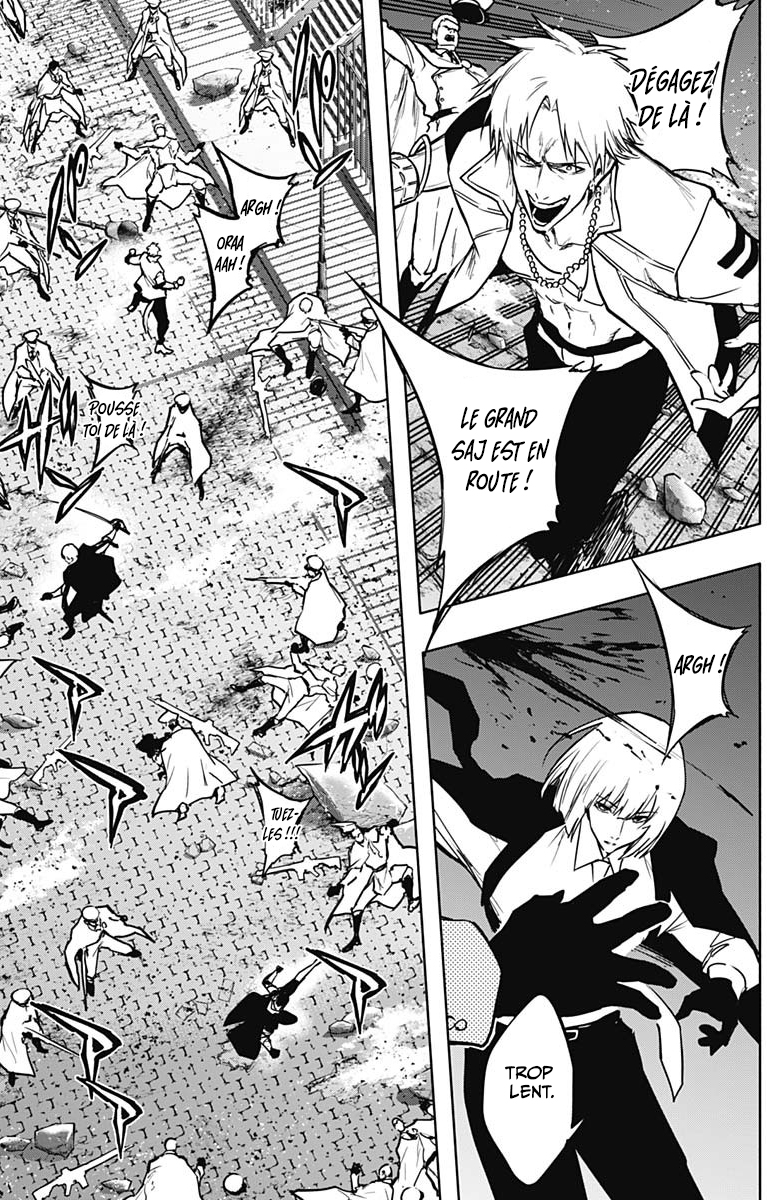 DÉGAGEZ
DE LÀ !
LE GRAND
SAJ EST EN
ROUTE !
ARGH !
TROP
LENT.
ARGH !
ORAA
AAH !
POUSSE
TOI DE LÀ !
TUEZ-
LES !!!